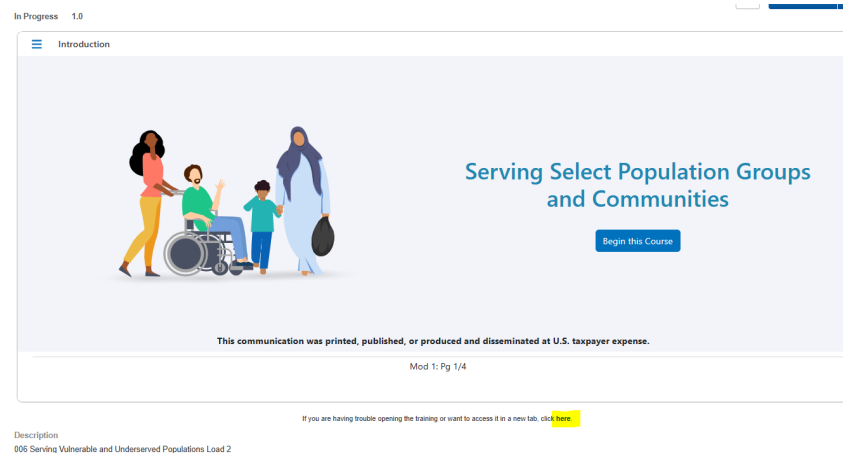 In Progress 1.0
Introduction
Serving Select Population Groups
and Communities
Begin this Course
This communication was printed, published, or produced and disseminated at U.S. taxpayer expense.
Mod 1: Pg 1/4
If you are having trouble opening the training or want to access it in a new tab, click here.
Description
006 Serving Vulnerable and Underserved Populations Load 2